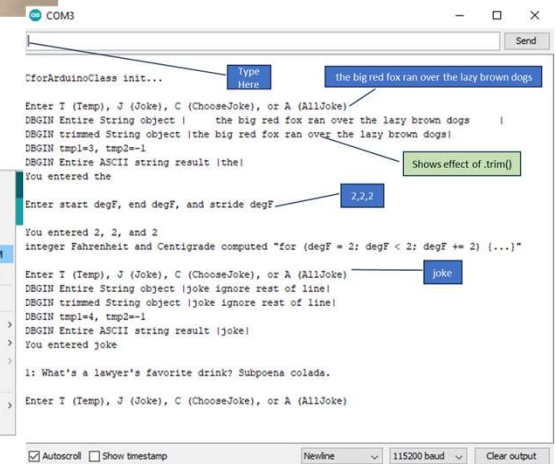 COM3
Send
Type
Here
CforArduinoClass init...
the big red fox ran over the lazy brown dogs
Enter T (Temp), J (Joke), C (ChooseJoke), or A (AllJoke)
DBGIN Entire String object |    the big red fox ran over the lazy brown dogs    |
DBGIN trimmed String object |the big red fox ran over the lazy brown dogs|
DBGIN tmp1=3, tmp2=-1
DBGIN Entire ASCII string result |the|
Shows effect of .trim()
You entered the
Enter start degF, end degF, and stride degF
2,2,2
You entered 2, 2, and 2
integer Fahrenheit and Centigrade computed "for (degF = 2; degF < 2; degF += 2) {...}"
Enter T (Temp), J (Joke), C (ChooseJoke), or A (AllJoke)
joke
DBGIN Entire String object |joke ignore rest of line|
DBGIN trimmed String object |joke ignore rest of line|
DBGIN tmp1=4, tmp2=-1
DBGIN Entire ASCII string result |joke|
You entered joke
1: What's a lawyer's favorite drink? Subpoena colada.
Enter T (Temp), J (Joke), C (ChooseJoke), or A (AllJoke)
Autoscroll Show timestamp Newline 115200 baud Clear output